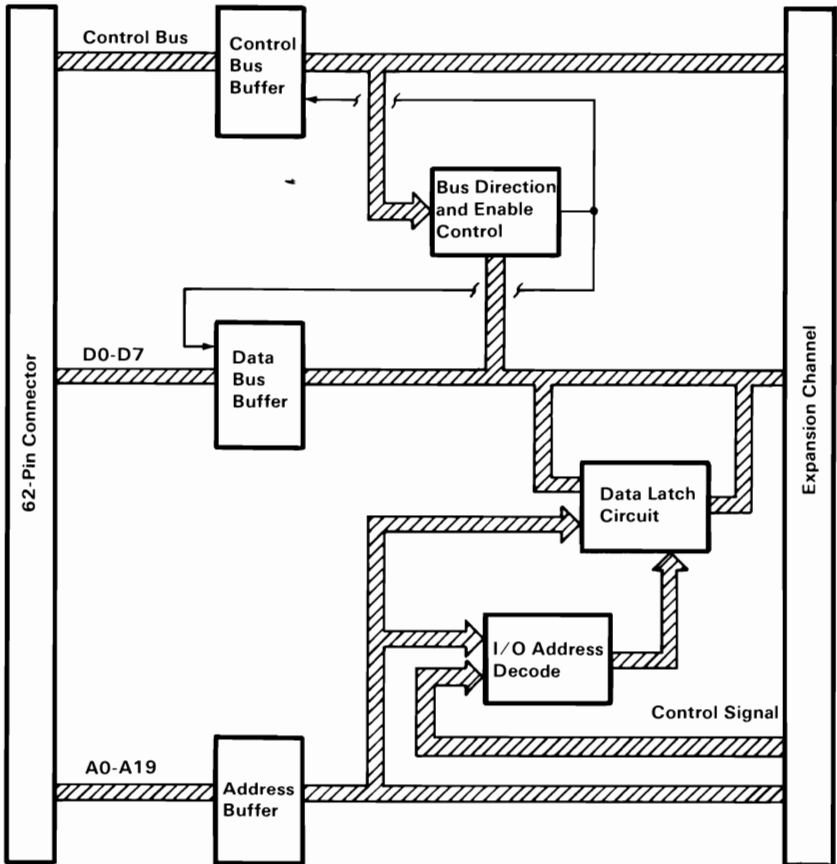 Control Bus
Control
Bus
Buffer
Bus Direction
and Enable
Control
62-Pin Connector
D0-D7
Data
Bus
Buffer
Expansion Channel
Data Latch
Circuit
I/O Address
Decode
Control Signal
A0-A19
Address
Buffer